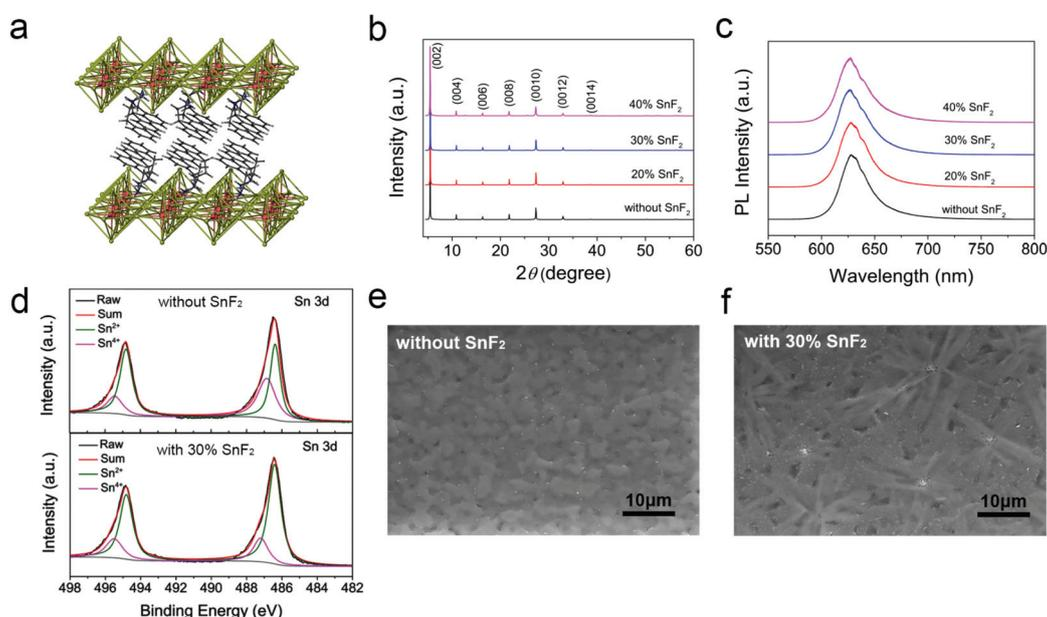 a
b
Intensity (a.u.)
(002)
(004)
(006)
(008)
(0010)
(0012)
(0014)
40% SnF₂
30% SnF₂
20% SnF₂
without SnF₂
10 20 30 40 50 60
2θ (degree)
c
PL Intensity (a.u.)
40% SnF₂
30% SnF₂
20% SnF₂
without SnF₂
550 600 650 700 750 800
Wavelength (nm)
d
Intensity (a.u.)
Raw
Sum
Sn²⁺
Sn⁴⁺
without SnF₂
Sn 3d
Intensity (a.u.)
Raw
Sum
Sn²⁺
Sn⁴⁺
with 30% SnF₂
Sn 3d
498 496 494 492 490 488 486 484 482
Binding Energy (eV)
e
without SnF₂
10μm
f
with 30% SnF₂
10μm